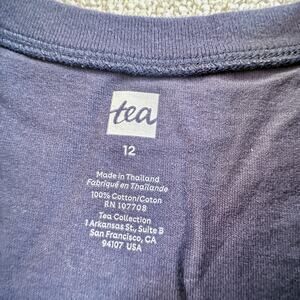 tea
12
Made in Thailand
Fabriqué en Thaïlande
100% Cotton/Coton
RN 107708
Tea Collection
1 Arkansas St., Suite B
San Francisco, CA
94107 USA